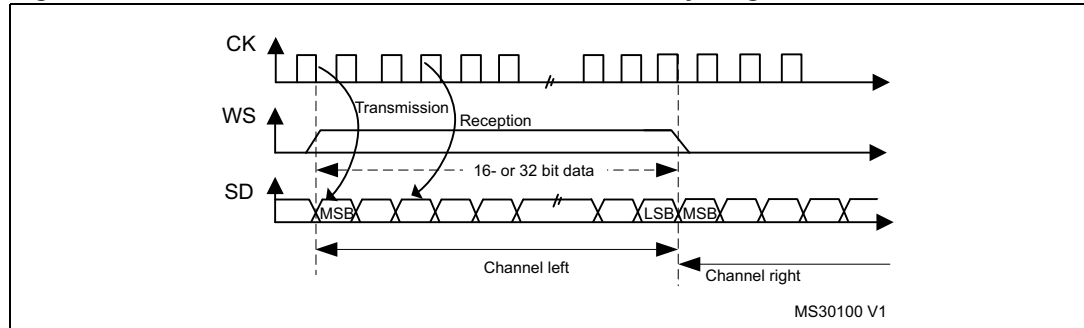 CK
Transmission
WS
Reception
16- or 32 bit data
SD
MSB
LSB
MSB
Channel left
Channel right
MS30100 V1